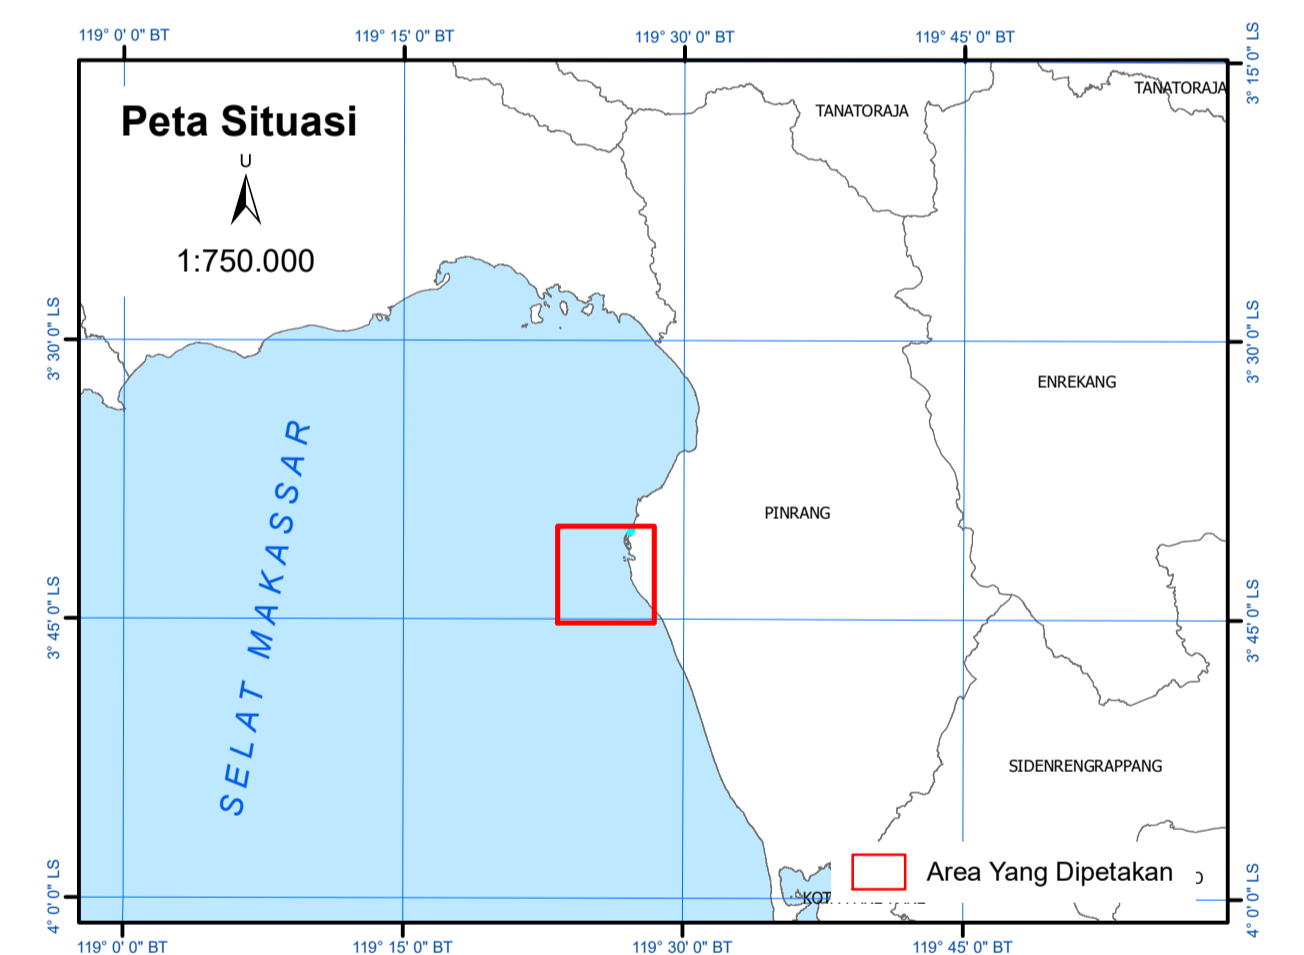 119° 0' 0" BT
119° 15' 0" BT
119° 30' 0" BT
119° 45' 0" BT
3° 15' 0" LS
Peta Situasi
U
1:750.000
TANATORAJA
TANATORAJA
3° 30' 0" LS
3° 30' 0" LS
ENREKANG
SELAT MAKASSAR
PINRANG
3° 45' 0" LS
3° 45' 0" LS
SIDENRENGRAPPANG
Area Yang Dipetakan
KOT
4° 0' 0" LS
4° 0' 0" LS
119° 0' 0" BT
119° 15' 0" BT
119° 30' 0" BT
119° 45' 0" BT